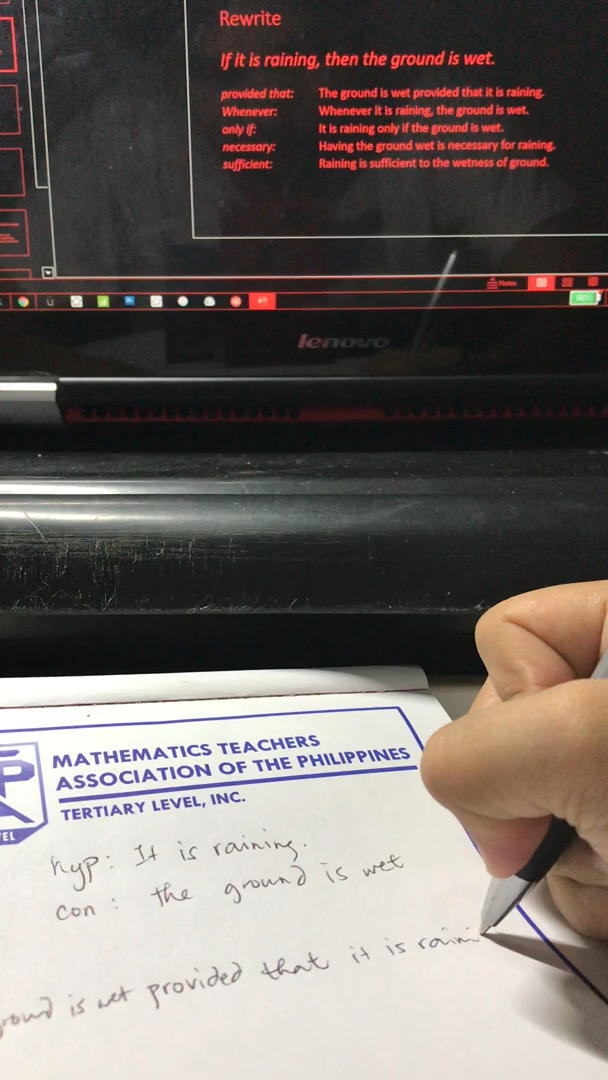 Rewrite
If it is raining, then the ground is wet.
provided that: The ground is wet provided that it is raining.
Whenever: Whenever it is raining, the ground is wet.
only if: It is raining only if the ground is wet.
necessary: Having the ground wet is necessary for raining.
sufficient: Raining is sufficient to the wetness of ground.
Notes
lenovo
MATHEMATICS TEACHERS
ASSOCIATION OF THE PHILIPPINES
TERTIARY LEVEL, INC.
VEL
hyp: It is raining.
con: the ground is wet
round is wet provided that it is raini